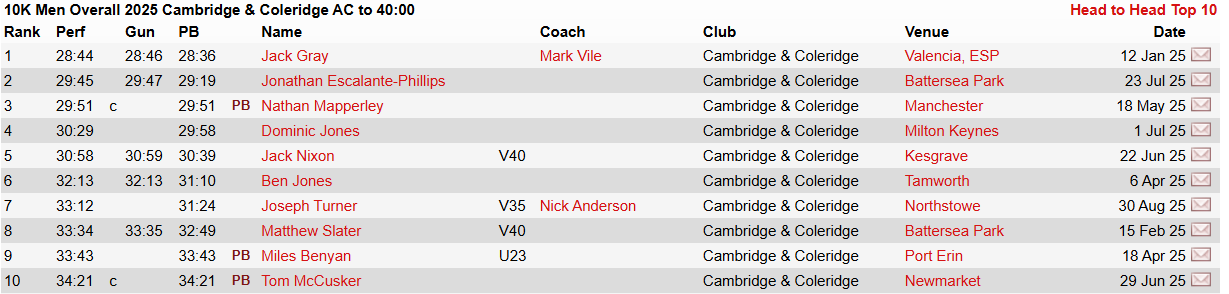 10K Men Overall 2025 Cambridge & Coleridge AC to 40:00 Head to Head Top 10
Rank Perf Gun PB Name Coach Club Venue Date
1 28:44 28:46 28:36 Jack Gray Mark Vile Cambridge & Coleridge Valencia, ESP 12 Jan 25
2 29:45 29:47 29:19 Jonathan Escalante-Phillips Cambridge & Coleridge Battersea Park 23 Jul 25
3 29:51 c 29:51 PB Nathan Mapperley Cambridge & Coleridge Manchester 18 May 25
4 30:29 29:58 Dominic Jones Cambridge & Coleridge Milton Keynes 1 Jul 25
5 30:58 30:59 30:39 Jack Nixon V40 Cambridge & Coleridge Kesgrave 22 Jun 25
6 32:13 32:13 31:10 Ben Jones Cambridge & Coleridge Tamworth 6 Apr 25
7 33:12 31:24 Joseph Turner V35 Nick Anderson Cambridge & Coleridge Northstowe 30 Aug 25
8 33:34 33:35 32:49 Matthew Slater V40 Cambridge & Coleridge Battersea Park 15 Feb 25
9 33:43 33:43 PB Miles Benyan U23 Cambridge & Coleridge Port Erin 18 Apr 25
10 34:21 c 34:21 PB Tom McCusker Cambridge & Coleridge Newmarket 29 Jun 25